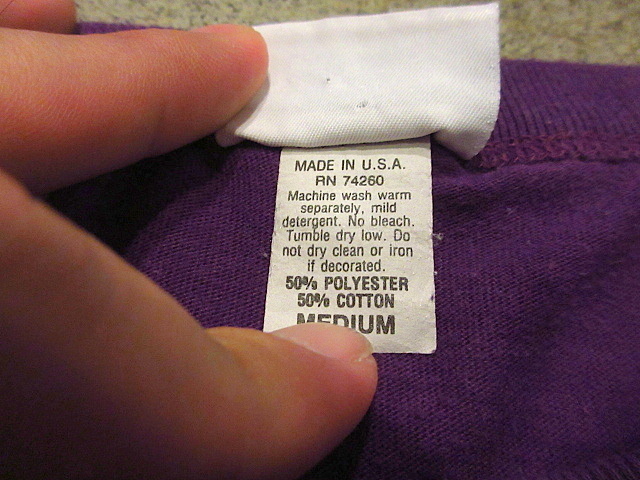 MADE IN U.S.A.
RN 74260
Machine wash warm
separately, mild
detergent. No bleach.
Tumble dry low. Do
not dry clean or iron
if decorated.
50% POLYESTER
50% COTTON
MEDIUM